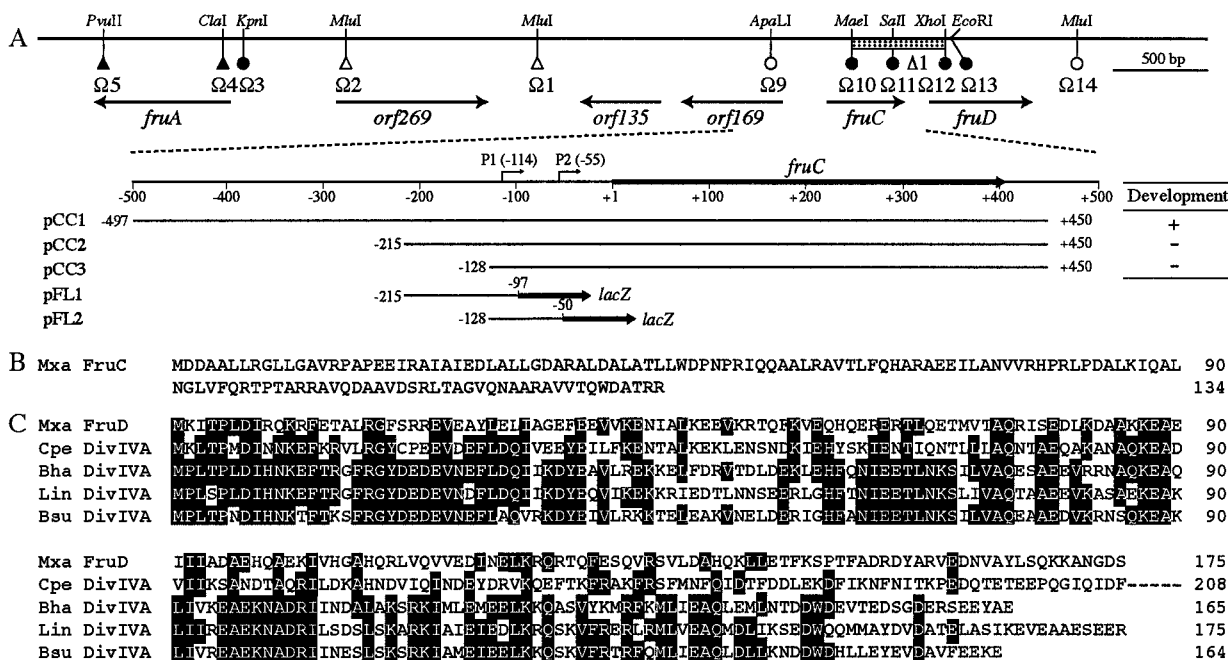 A
PvuII ClaI KpnI MluI MluI ApaLI MaeI SalI XhoI EcoRI MluI
500 bp
Ω5 Ω4 Ω3 Ω2 Ω1 Ω9 Ω10 Ω11 Δ1 Ω12 Ω13 Ω14
fruA orf269 orf135 orf169 fruC fruD
P1 (-114) P2 (-55) fruC
-500 -400 -300 -200 -100 +1 +100 +200 +300 +400 +500
Development
pCC1 -497 +450 +
pCC2 -215 +450 -
pCC3 -128 +450 -
pFL1 -215 -97 lacZ
pFL2 -128 -50 lacZ
B Mxa FruC MDDAALLRGLLGAVRPAPEEIRAIAIEDLALLGDARALDALATLLWDPNPRIQQAALRAVTLFQHARAEEILANVVRHPRLPDALKIQAL 90
NGLVFQRTPTARRAVQDAAVDSRLTAGVQNAARAVVTQWDATRR 134
C Mxa FruD MKITPLDIRQKRFETALRGFSRREVEAYLELIAGEFEEVVKENIALKEEVKRTQFKVEQHQERERTLQETMVTAQRISEDLKDAAKKEAE 90
Cpe DivIVA MKLTPMDINNKEFKRVLRGYCPEEVDEFLDQIVEEYEILFKENTALKEKLENSNDKIEHYSKIENTIQNTLLIAQNTAEQAKANAQKEAD 90
Bha DivIVA MPLTPLDIHNKEFTRGFRGYDEDEVNEFLDQIIKDYEAVLREKKELFDRVTDLDEKLEHFQNIEETLNKSILVAQESAEEVRRNAQKEAQ 90
Lin DivIVA MPLSPLDIHNKEFTRGFRGYDEDEVNDFLDQIIKDYEQVIKEKKRIEDTLNNSEERLGHFTNIEETLNKSLIVAQTAAEEVKASAEKEAK 90
Bsu DivIVA MPLTPNDIHNKTFTKSFRGYDEDEVNEFLAQVRKDYEIVLRKKTELEAKVNELDERIGHFANIEETLNKSILVAQEAAEDVKRNSQKEAK 90
Mxa FruD IIIADAEHQAEKIVHGAHQRLVQVVEDINELKRQRTQFESQVRSVLDAHQKLLETFKSPTFADRDYARVEDNVAYLSQKKANGDS 175
Cpe DivIVA VIIKSANDTAQRILDKAHNDVIQINDEYDRVKQEFTKFRAKFRSFMNFQIDTFDDLEKDFIKNFNITKPEDQTETEEPQGIQIDF----- 208
Bha DivIVA LIVKEAEKNADRIINDALAKSRKIMLEMEELKKQASVYKMRFKMLIEAQLEMLNTDDWDEVTEDSGDERSEEYAE 165
Lin DivIVA LIIREAEKNADRILSDSLSKARKIAIEIEDLKRQSKVFRERLRMLVEAQMDLIKSEDWQQMMAYDVDATELASIKEVEAAESEER 175
Bsu DivIVA LIVREAEKNADRIINESLSKSRKIAMEIEELKKQSKVFRTRFQMLIEAQLDLLKNDDWDHLLEYEVDAVFEEKE 164